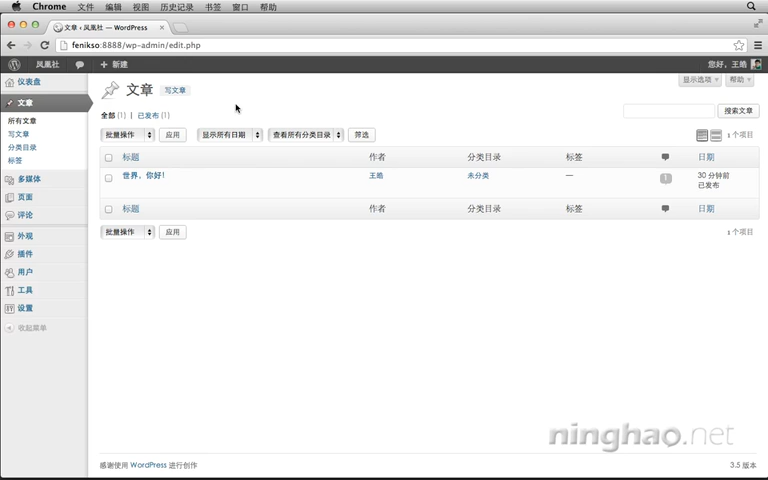 Chrome 文件 编辑 视图 历史记录 书签 窗口 帮助
文章 ‹ 凤凰社 — WordPress
fenikso:8888/wp-admin/edit.php
凤凰社 新建 您好，王皓
仪表盘
文章
所有文章
写文章
分类目录
标签
多媒体
页面
评论
外观
插件
用户
工具
设置
收起菜单
显示选项 帮助
文章 写文章
全部 (1) | 已发布 (1)
搜索文章
批量操作 应用 显示所有日期 查看所有分类目录 筛选 1 个项目
标题 作者 分类目录 标签 日期
世界，你好！ 王皓 未分类 — 1 30 分钟前
已发布
标题 作者 分类目录 标签 日期
批量操作 应用 1 个项目
ninghao.net
感谢使用 WordPress 进行创作 3.5 版本